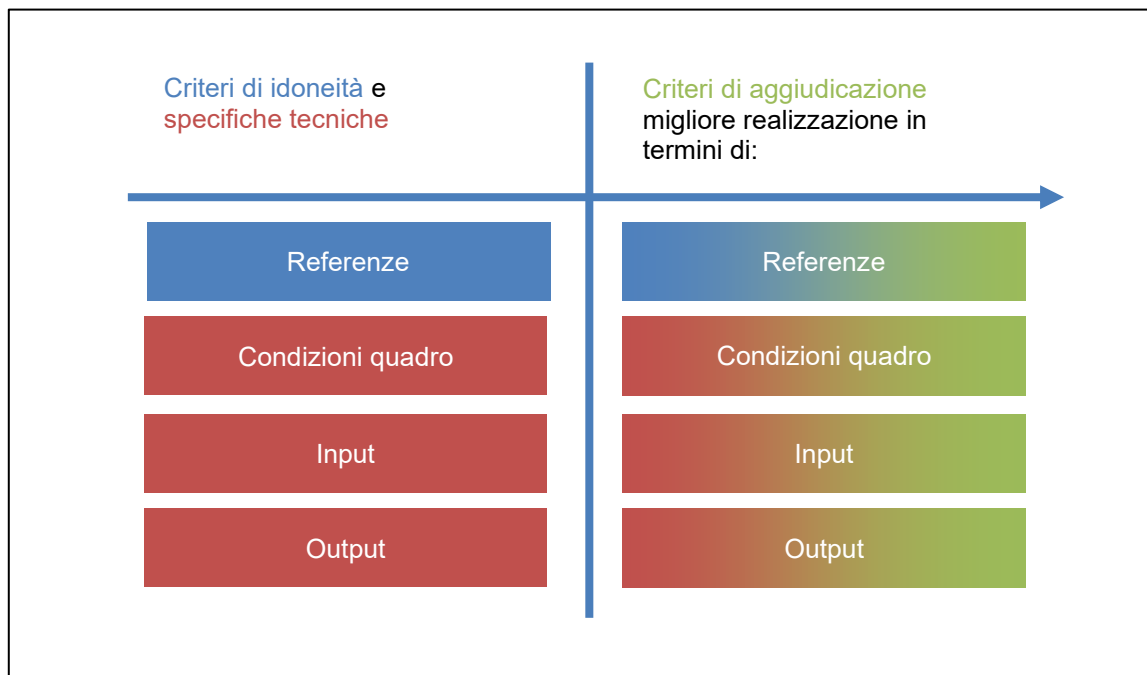 Criteri di idoneità e
specifiche tecniche
Criteri di aggiudicazione
migliore realizzazione in
termini di:
Referenze
Referenze
Condizioni quadro
Condizioni quadro
Input
Input
Output
Output